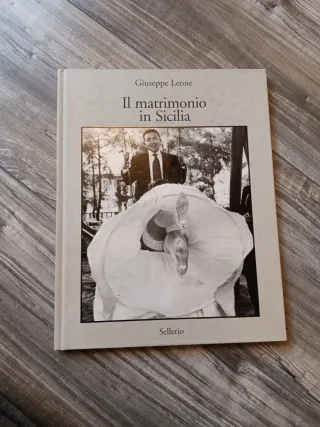 Giuseppe Leone
Il matrimonio
in Sicilia
Sellerio